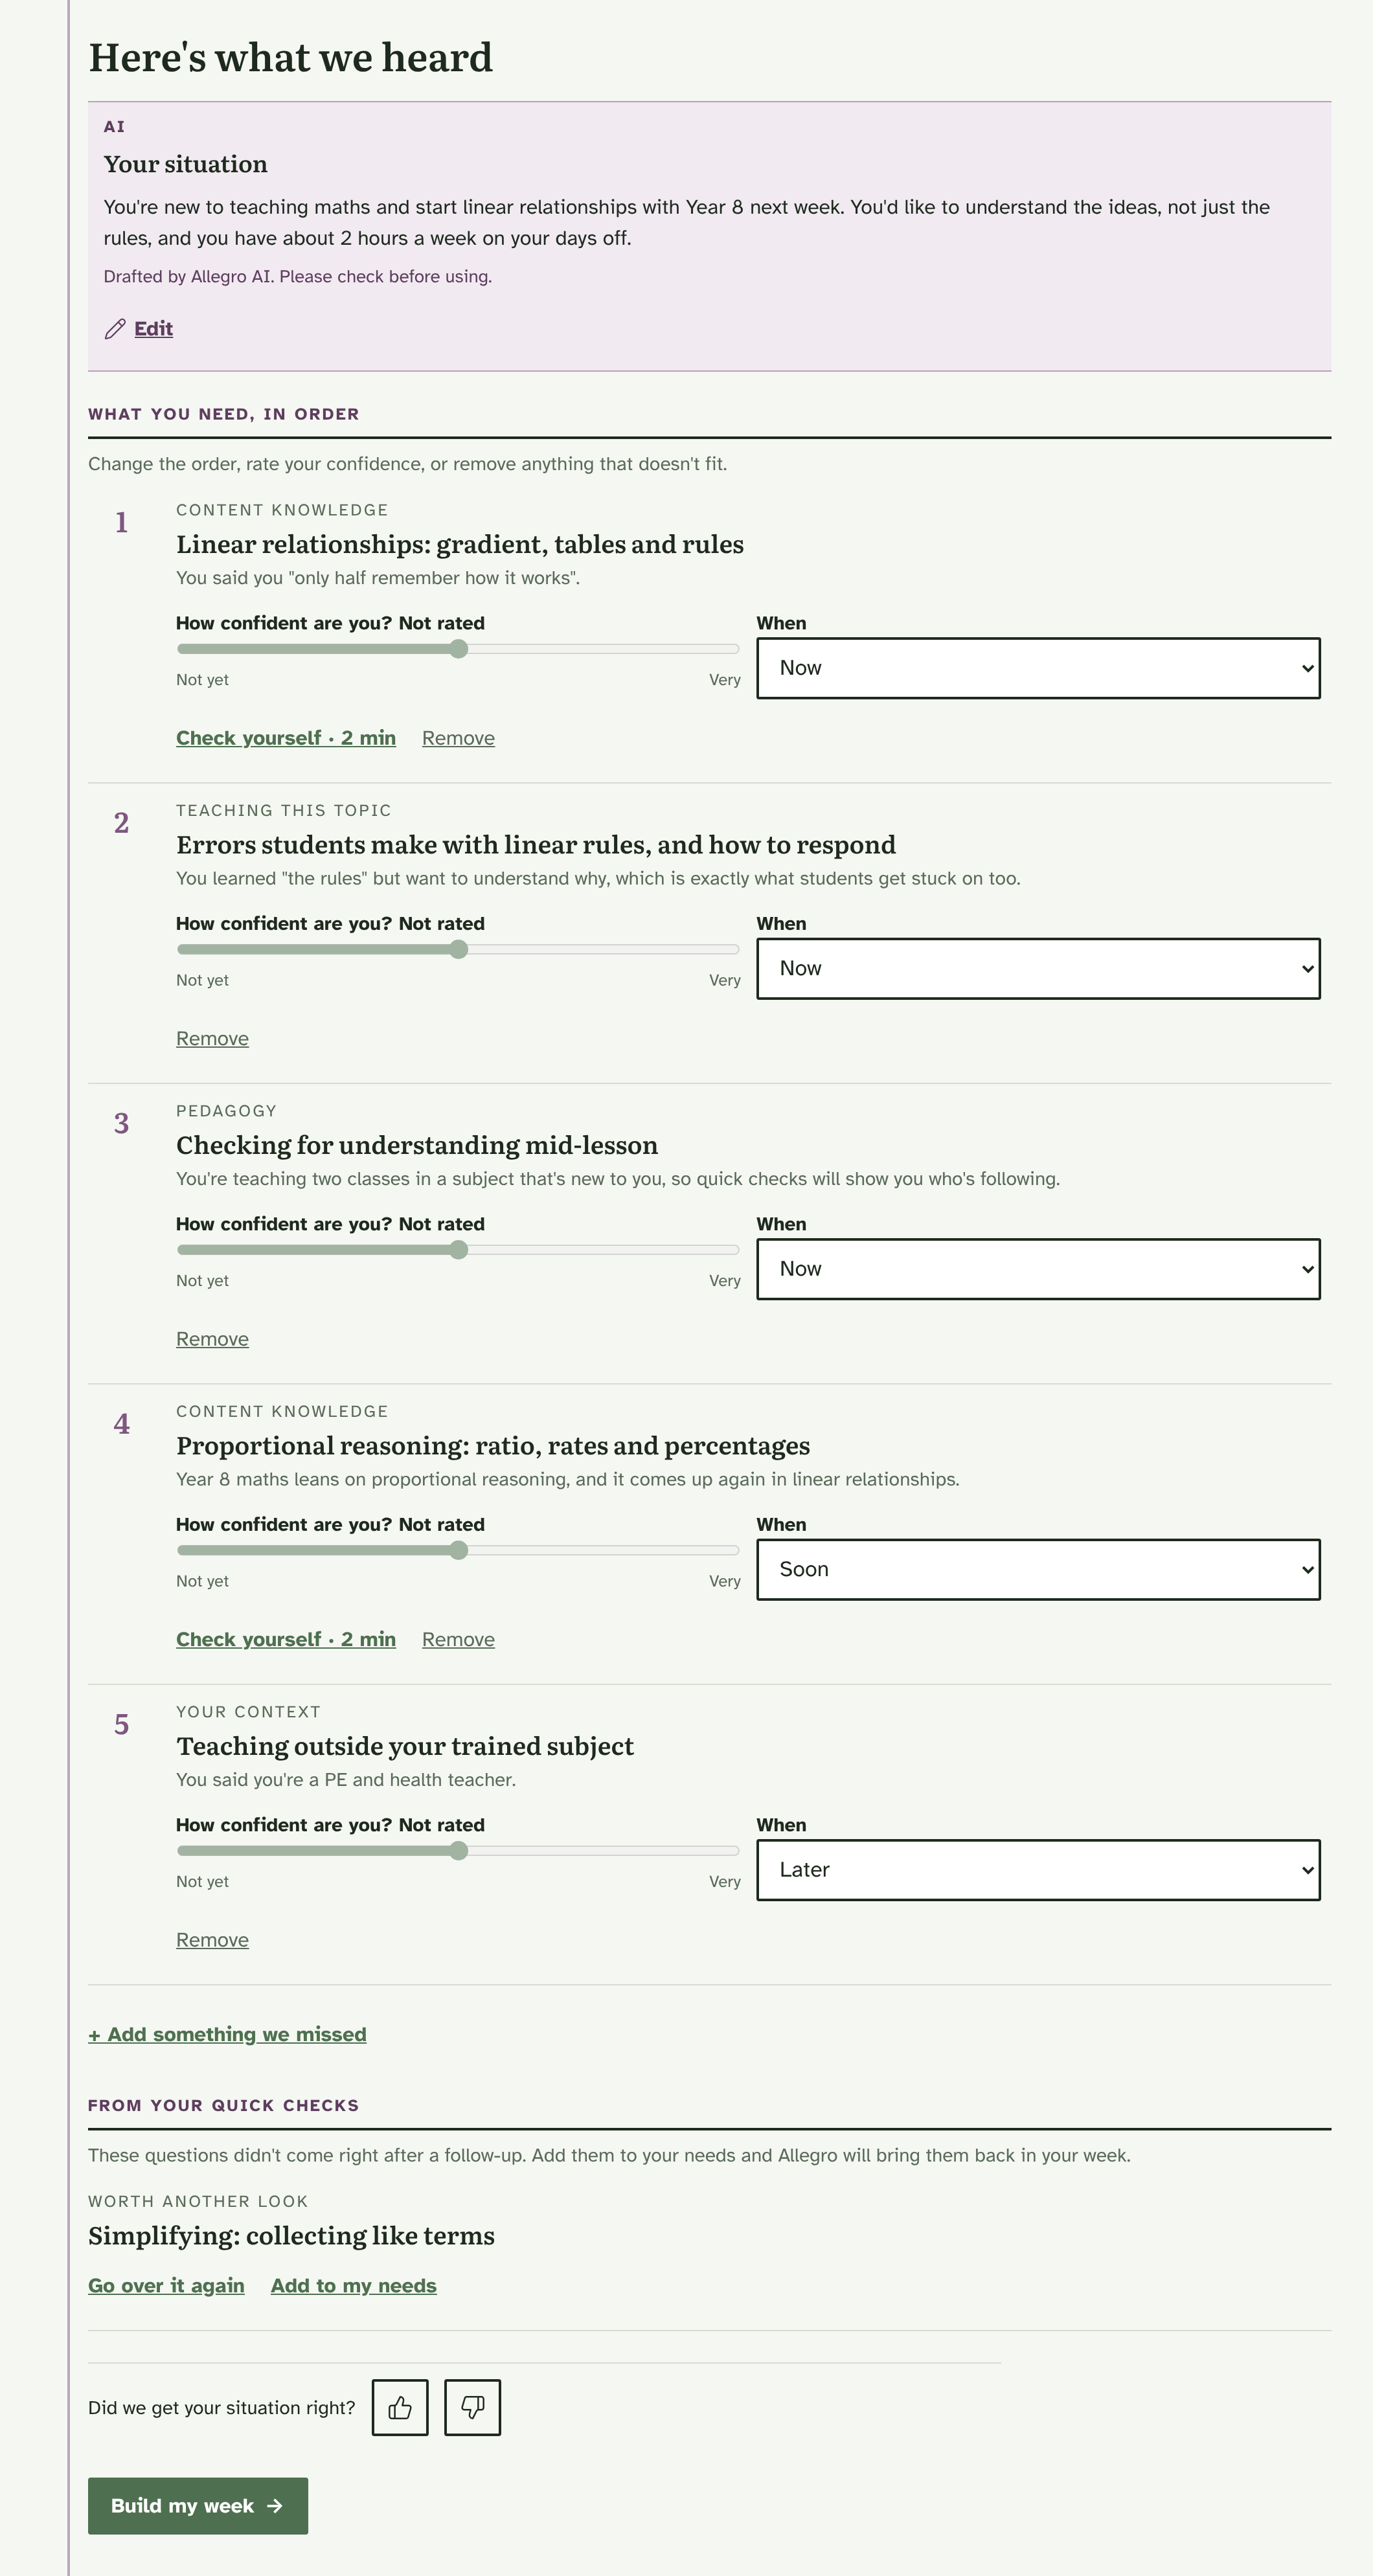 Here's what we heard
AI
Your situation
You're new to teaching maths and start linear relationships with Year 8 next week. You'd like to understand the ideas, not just the
rules, and you have about 2 hours a week on your days off.
Drafted by Allegro AI. Please check before using.
Edit
WHAT YOU NEED, IN ORDER
Change the order, rate your confidence, or remove anything that doesn't fit.
1
CONTENT KNOWLEDGE
Linear relationships: gradient, tables and rules
You said you "only half remember how it works".
How confident are you? Not rated
When
Now
Not yet
Very
Check yourself · 2 min
Remove
2
TEACHING THIS TOPIC
Errors students make with linear rules, and how to respond
You learned "the rules" but want to understand why, which is exactly what students get stuck on too.
How confident are you? Not rated
When
Now
Not yet
Very
Remove
3
PEDAGOGY
Checking for understanding mid-lesson
You're teaching two classes in a subject that's new to you, so quick checks will show you who's following.
How confident are you? Not rated
When
Now
Not yet
Very
Remove
4
CONTENT KNOWLEDGE
Proportional reasoning: ratio, rates and percentages
Year 8 maths leans on proportional reasoning, and it comes up again in linear relationships.
How confident are you? Not rated
When
Soon
Not yet
Very
Check yourself · 2 min
Remove
5
YOUR CONTEXT
Teaching outside your trained subject
You said you're a PE and health teacher.
How confident are you? Not rated
When
Later
Not yet
Very
Remove
+ Add something we missed
FROM YOUR QUICK CHECKS
These questions didn't come right after a follow-up. Add them to your needs and Allegro will bring them back in your week.
WORTH ANOTHER LOOK
Simplifying: collecting like terms
Go over it again
Add to my needs
Did we get your situation right?
Build my week →